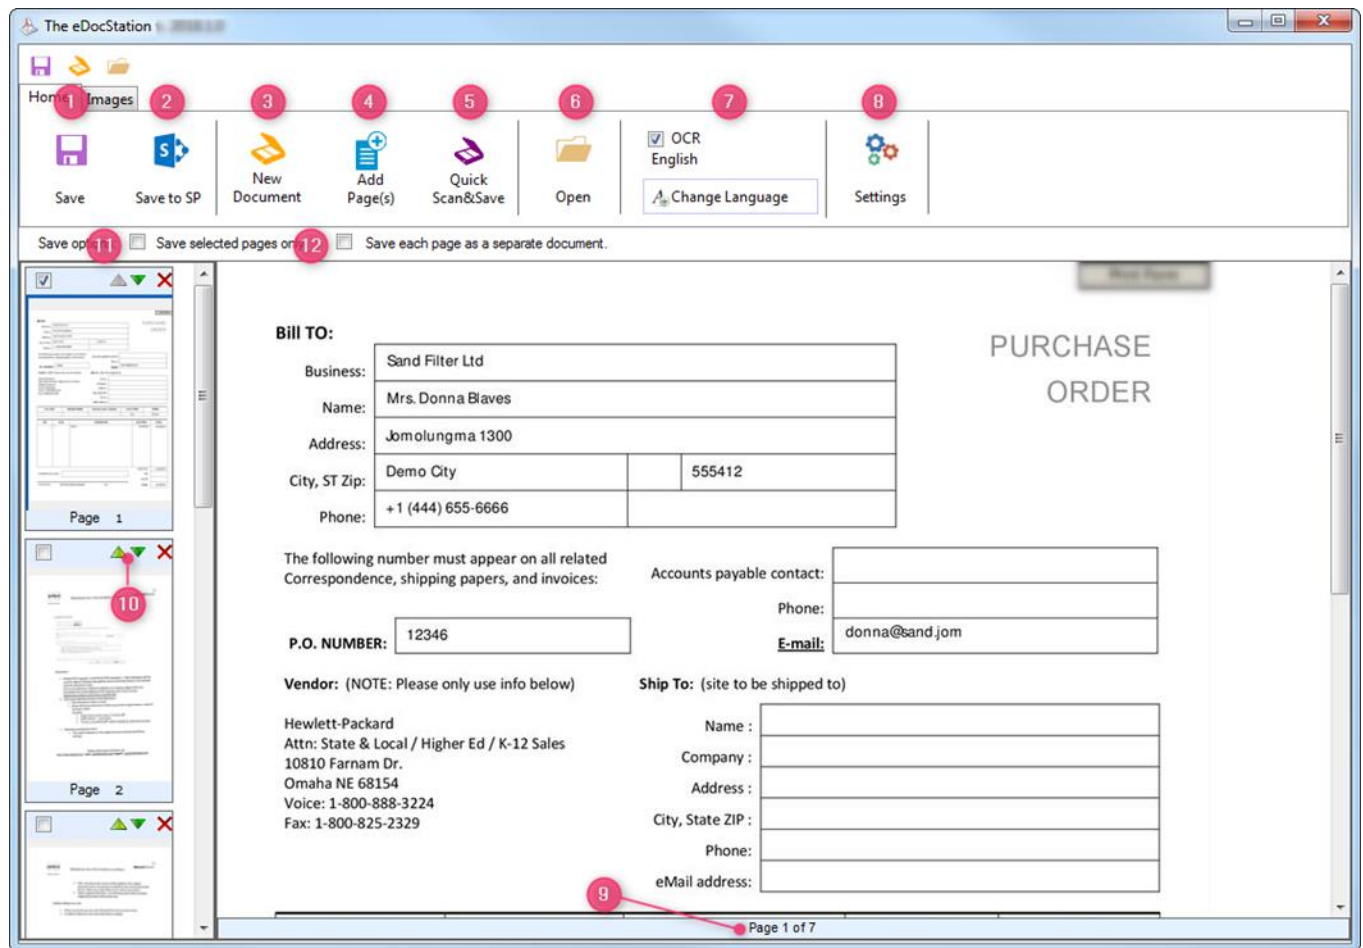 The eDocStation
Home
Images
1
2
3
4
5
6
7
8
Save
Save to SP
New
Document
Add
Page(s)
Quick
Scan&Save
Open
OCR
English
Change Language
Settings
Save
11
Save selected pages
12
Save each page as a separate document.
Page 1
10
Page 2
Bill TO:
PURCHASE
ORDER
Business: Sand Filter Ltd
Name: Mrs. Donna Blaves
Address: Jomolungma 1300
City, ST Zip: Demo City 555412
Phone: +1 (444) 655-6666
The following number must appear on all related
Correspondence, shipping papers, and invoices:
Accounts payable contact:
Phone:
P.O. NUMBER: 12346
E-mail: donna@sand.jom
Vendor: (NOTE: Please only use info below)
Ship To: (site to be shipped to)
Hewlett-Packard
Attn: State & Local / Higher Ed / K-12 Sales
10810 Farnam Dr.
Omaha NE 68154
Voice: 1-800-888-3224
Fax: 1-800-825-2329
Name :
Company :
Address :
City, State ZIP :
Phone:
eMail address:
9
Page 1 of 7